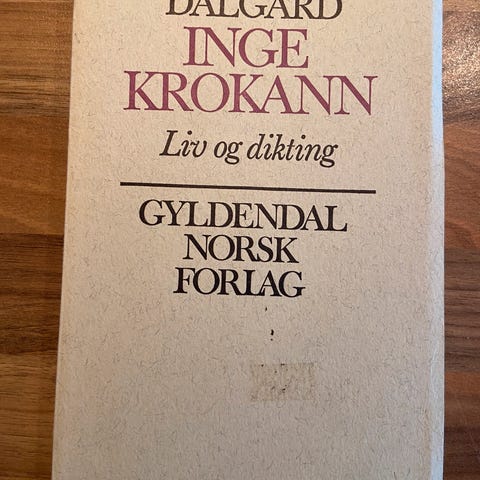 DALGARD
INGE
KROKANN
Liv og dikting
GYLDENDAL
NORSK
FORLAG